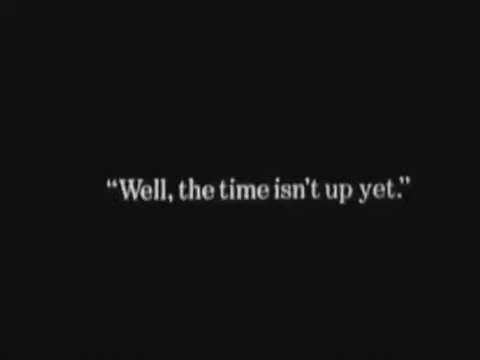 “Well, the time isn’t up yet.”